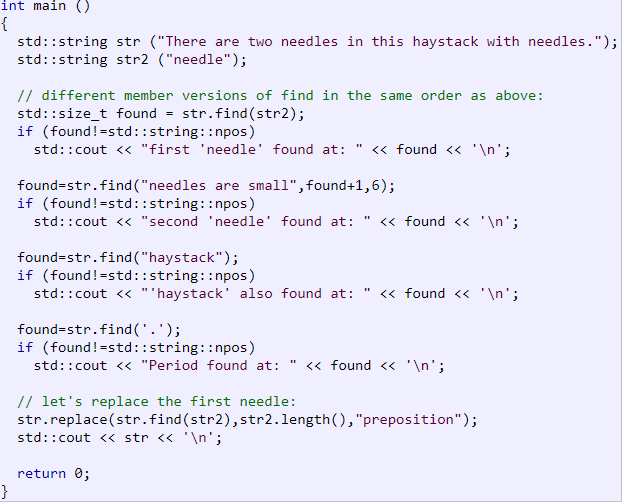 int main ()
{
  std::string str ("There are two needles in this haystack with needles.");
  std::string str2 ("needle");

  // different member versions of find in the same order as above:
  std::size_t found = str.find(str2);
  if (found!=std::string::npos)
    std::cout << "first 'needle' found at: " << found << '\n';

  found=str.find("needles are small",found+1,6);
  if (found!=std::string::npos)
    std::cout << "second 'needle' found at: " << found << '\n';

  found=str.find("haystack");
  if (found!=std::string::npos)
    std::cout << "'haystack' also found at: " << found << '\n';

  found=str.find('.');
  if (found!=std::string::npos)
    std::cout << "Period found at: " << found << '\n';

  // let's replace the first needle:
  str.replace(str.find(str2),str2.length(),"preposition");
  std::cout << str << '\n';

  return 0;
}